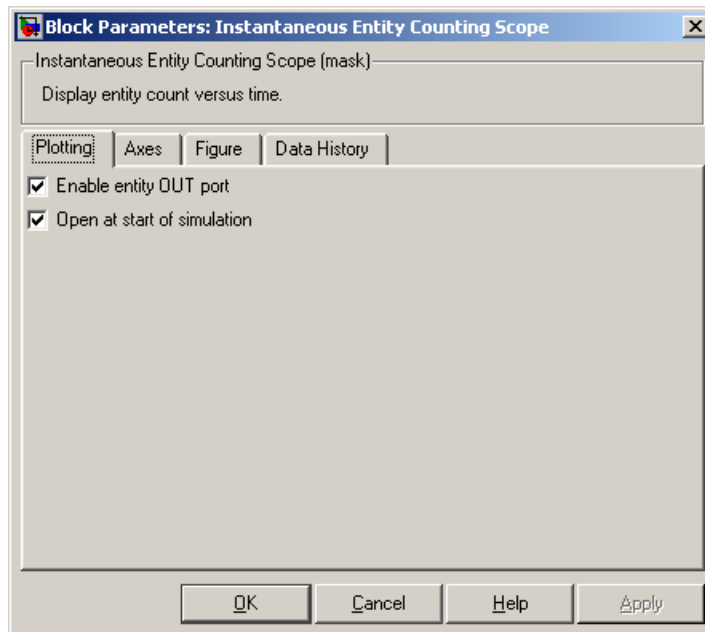 Block Parameters: Instantaneous Entity Counting Scope
Instantaneous Entity Counting Scope (mask)
Display entity count versus time.
Plotting Axes Figure Data History
Enable entity OUT port
Open at start of simulation
OK Cancel Help Apply